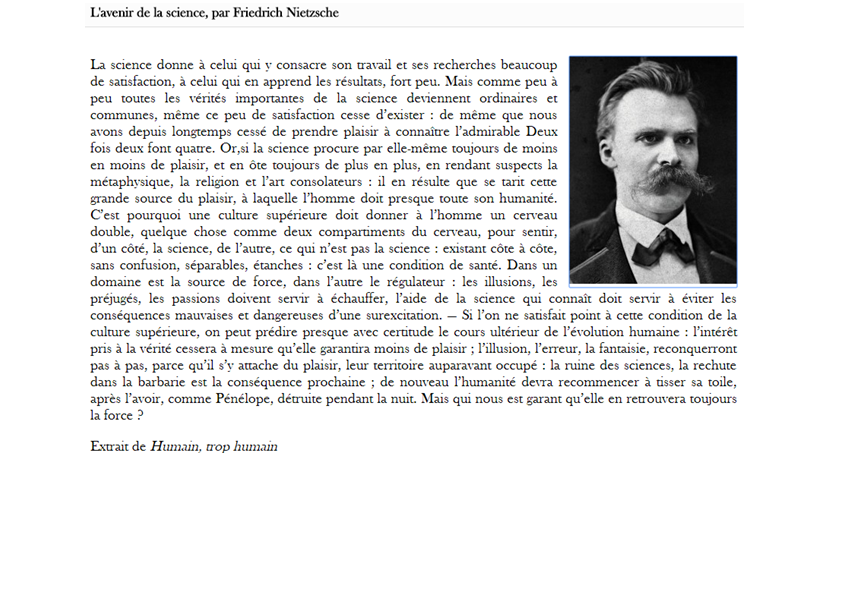 L'avenir de la science, par Friedrich Nietzsche
La science donne à celui qui y consacre son travail et ses recherches beaucoup
de satisfaction, à celui qui en apprend les résultats, fort peu. Mais comme peu à
peu toutes les vérités importantes de la science deviennent ordinaires et
communes, même ce peu de satisfaction cesse d’exister : de même que nous
avons depuis longtemps cessé de prendre plaisir à connaître l’admirable Deux
fois deux font quatre. Or,si la science procure par elle-même toujours de moins
en moins de plaisir, et en ôte toujours de plus en plus, en rendant suspects la
métaphysique, la religion et l’art consolateurs : il en résulte que se tarit cette
grande source du plaisir, à laquelle l’homme doit presque toute son humanité.
C’est pourquoi une culture supérieure doit donner à l’homme un cerveau
double, quelque chose comme deux compartiments du cerveau, pour sentir,
d’un côté, la science, de l’autre, ce qui n’est pas la science : existant côte à côte,
sans confusion, séparables, étanches : c’est là une condition de santé. Dans un
domaine est la source de force, dans l’autre le régulateur : les illusions, les
préjugés, les passions doivent servir à échauffer, l’aide de la science qui connaît doit servir à éviter les
conséquences mauvaises et dangereuses d’une surexcitation. — Si l’on ne satisfait point à cette condition de la
culture supérieure, on peut prédire presque avec certitude le cours ultérieur de l’évolution humaine : l’intérêt
pris à la vérité cessera à mesure qu’elle garantira moins de plaisir ; l’illusion, l’erreur, la fantaisie, reconquerront
pas à pas, parce qu’il s’y attache du plaisir, leur territoire auparavant occupé : la ruine des sciences, la rechute
dans la barbarie est la conséquence prochaine ; de nouveau l’humanité devra recommencer à tisser sa toile,
après l’avoir, comme Pénélope, détruite pendant la nuit. Mais qui nous est garant qu’elle en retrouvera toujours
la force ?
Extrait de Humain, trop humain